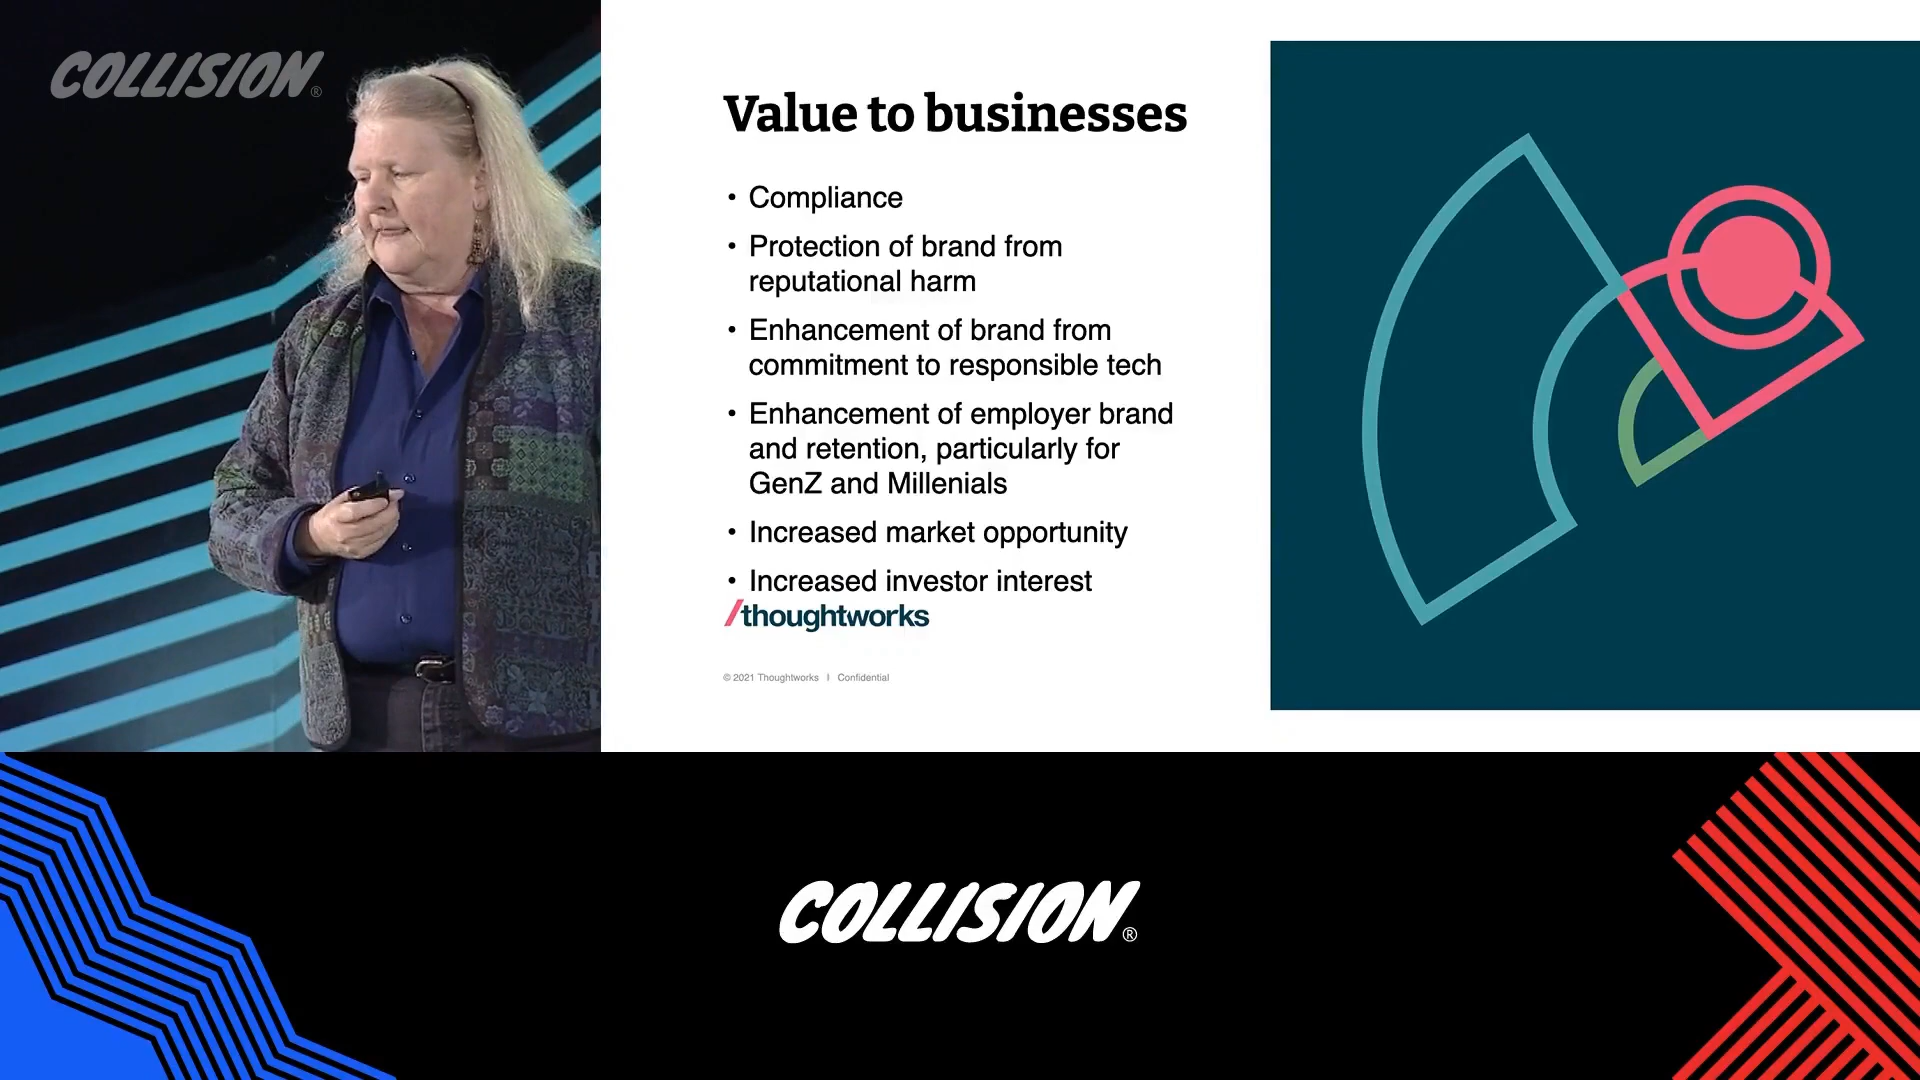 COLLISION®
Value to businesses
• Compliance
• Protection of brand from
reputational harm
• Enhancement of brand from
commitment to responsible tech
• Enhancement of employer brand
and retention, particularly for
GenZ and Millenials
• Increased market opportunity
• Increased investor interest
/thoughtworks
© 2021 Thoughtworks | Confidential
COLLISION®